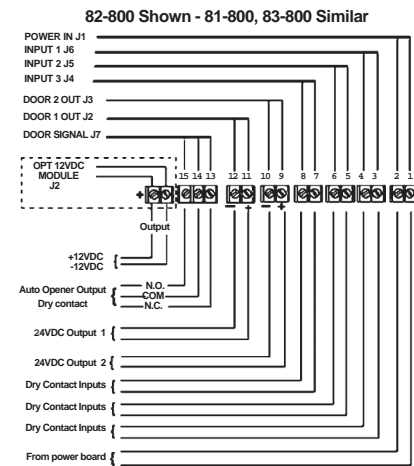 82-800 Shown - 81-800, 83-800 Similar
POWER IN J1
INPUT 1 J6
INPUT 2 J5
INPUT 3 J4
DOOR 2 OUT J3
DOOR 1 OUT J2
DOOR SIGNAL J7
OPT 12VDC
MODULE
J2
+ 15 14 13 12 11 10 9 8 7 6 5 4 3 2 1
Output
– +
– +
+12VDC
-12VDC
{
Auto Opener Output
Dry contact
{
N.O.
COM
N.C.
24VDC Output 1 {
24VDC Output 2 {
Dry Contact Inputs {
Dry Contact Inputs {
Dry Contact Inputs {
From power board {